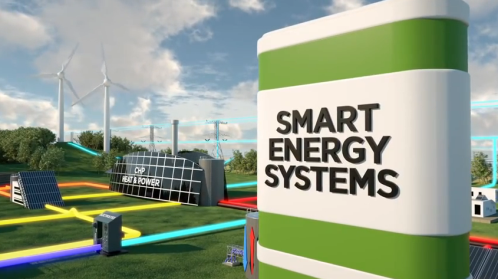 CHP
HEAT & POWER
SMART
ENERGY
SYSTEMS